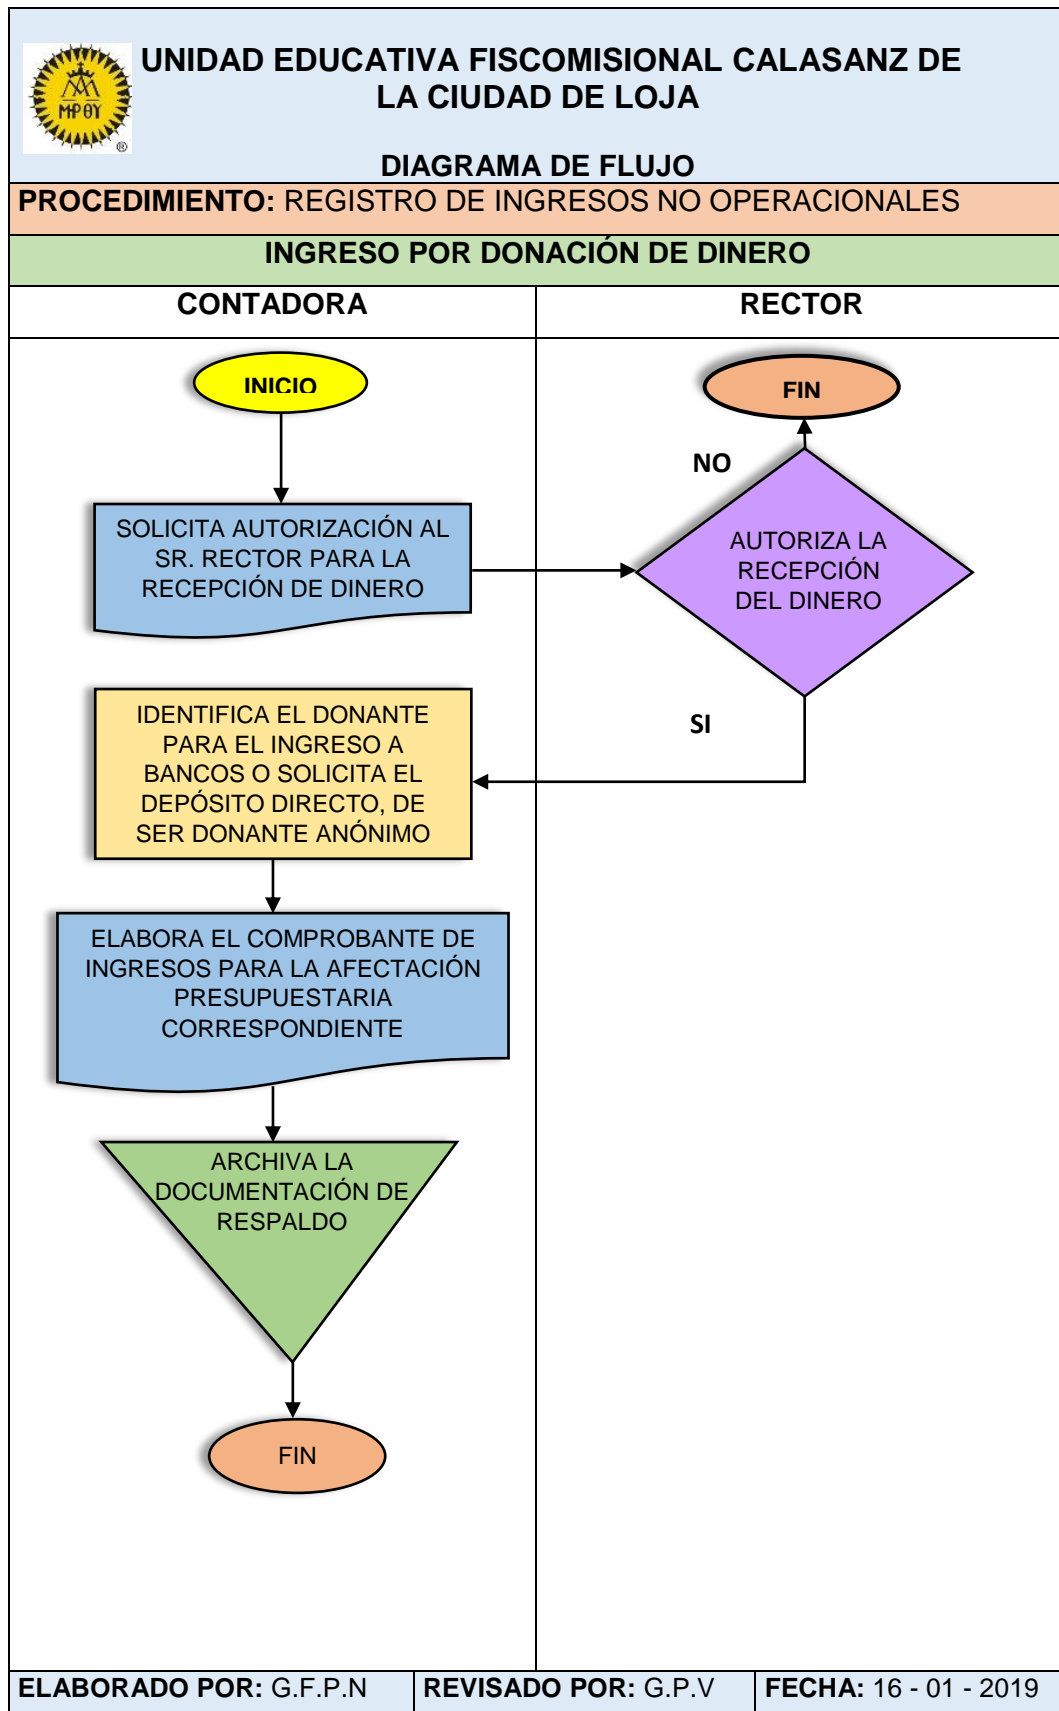 UNIDAD EDUCATIVA FISCOMISIONAL CALASANZ DE
LA CIUDAD DE LOJA
DIAGRAMA DE FLUJO
PROCEDIMIENTO: REGISTRO DE INGRESOS NO OPERACIONALES
INGRESO POR DONACIÓN DE DINERO
CONTADORA
RECTOR
INICIO
FIN
NO
SOLICITA AUTORIZACIÓN AL
SR. RECTOR PARA LA
RECEPCIÓN DE DINERO
AUTORIZA LA
RECEPCIÓN
DEL DINERO
SI
IDENTIFICA EL DONANTE
PARA EL INGRESO A
BANCOS O SOLICITA EL
DEPÓSITO DIRECTO, DE
SER DONANTE ANÓNIMO
ELABORA EL COMPROBANTE DE
INGRESOS PARA LA AFECTACIÓN
PRESUPUESTARIA
CORRESPONDIENTE
ARCHIVA LA
DOCUMENTACIÓN DE
RESPALDO
FIN
ELABORADO POR: G.F.P.N
REVISADO POR: G.P.V
FECHA: 16 - 01 - 2019